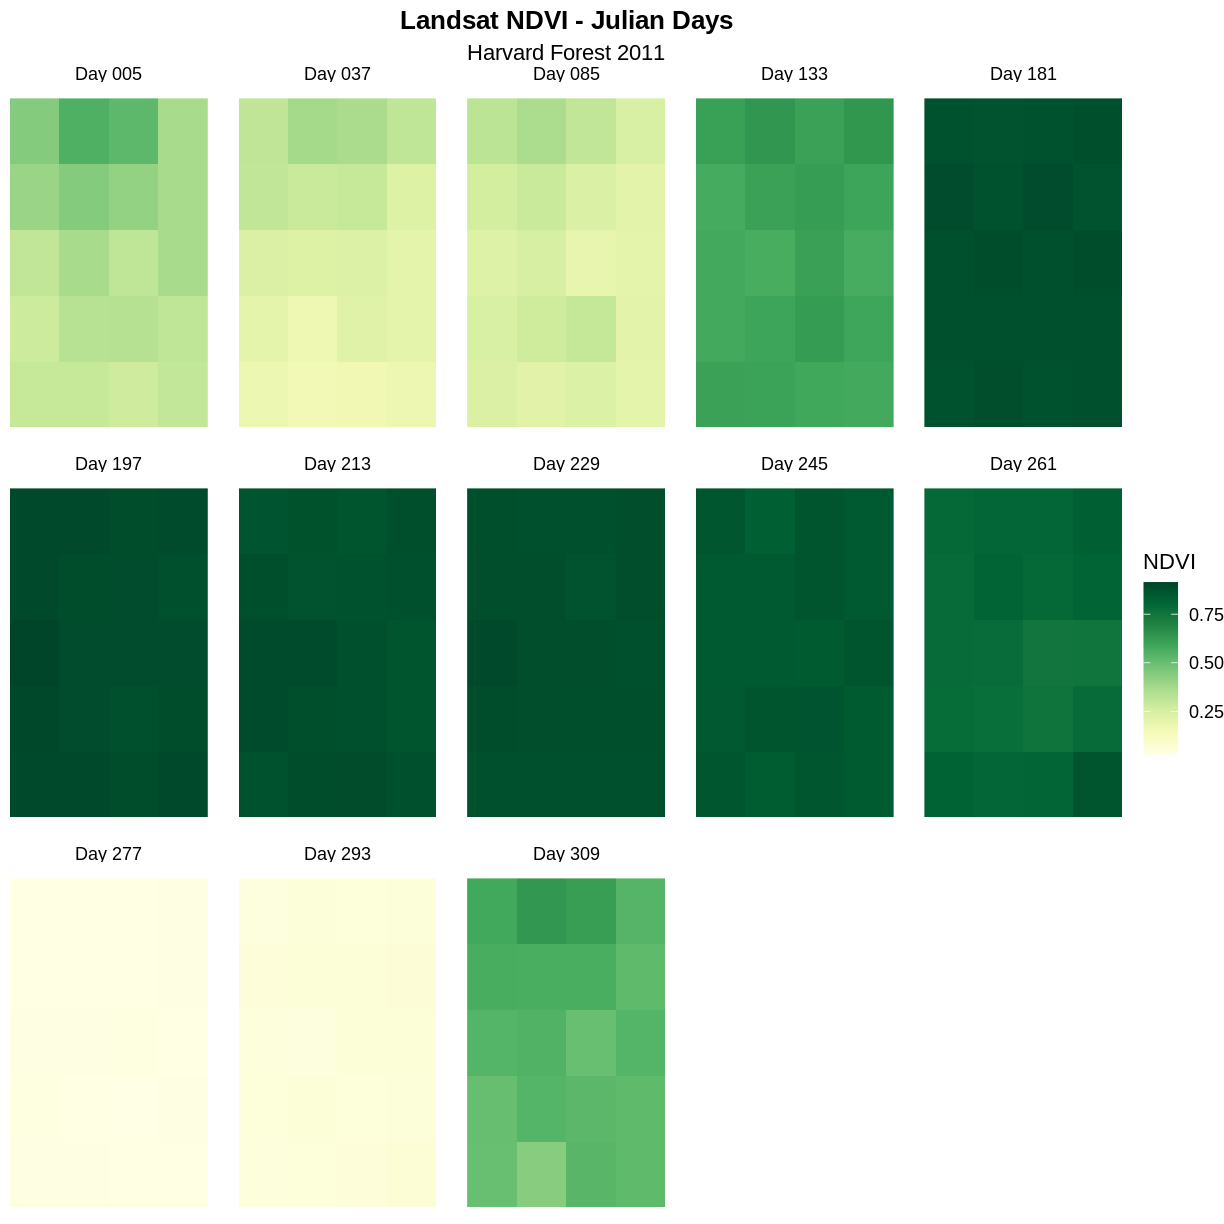 Landsat NDVI - Julian Days
Harvard Forest 2011
Day 005
Day 037
Day 085
Day 133
Day 181
Day 197
Day 213
Day 229
Day 245
Day 261
NDVI
0.75
0.50
0.25
Day 277
Day 293
Day 309